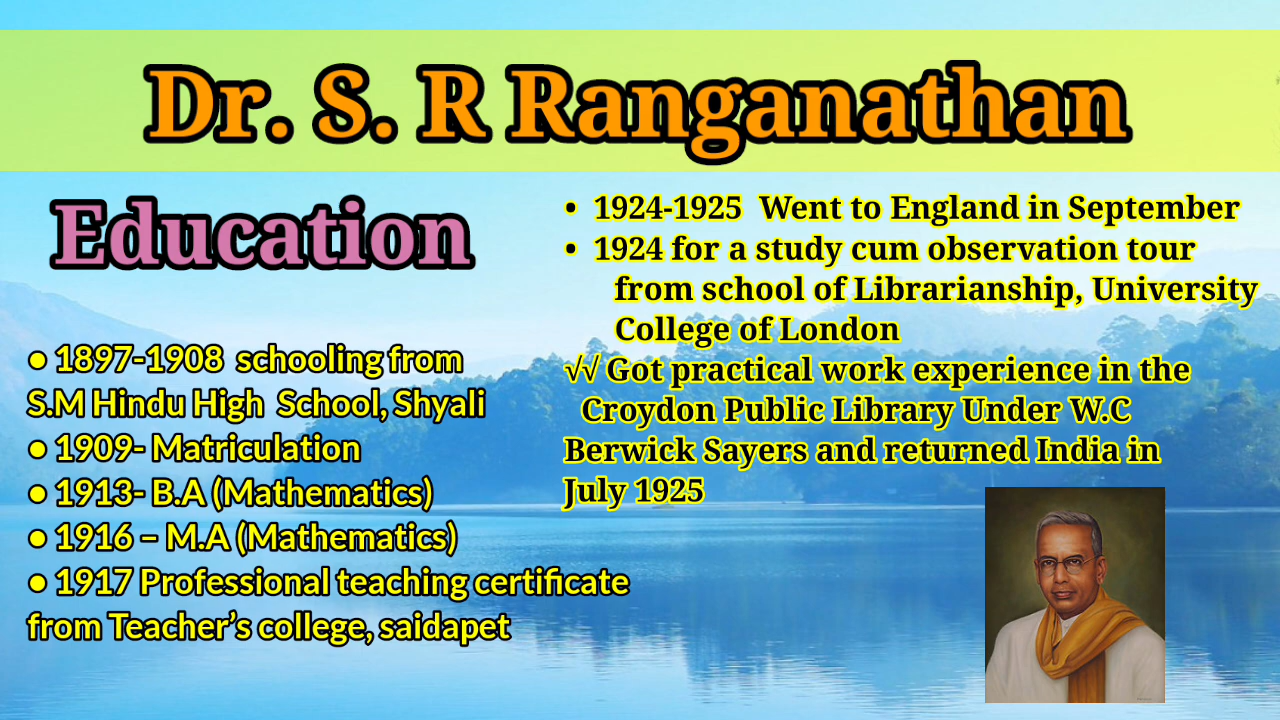 Dr. S. R Ranganathan
Education
● 1897-1908 schooling from
S.M Hindu High School, Shyali
● 1909- Matriculation
● 1913- B.A (Mathematics)
● 1916 – M.A (Mathematics)
● 1917 Professional teaching certificate
from Teacher’s college, saidapet
• 1924-1925 Went to England in September
• 1924 for a study cum observation tour
from school of Librarianship, University
College of London
√√ Got practical work experience in the
Croydon Public Library Under W.C
Berwick Sayers and returned India in
July 1925